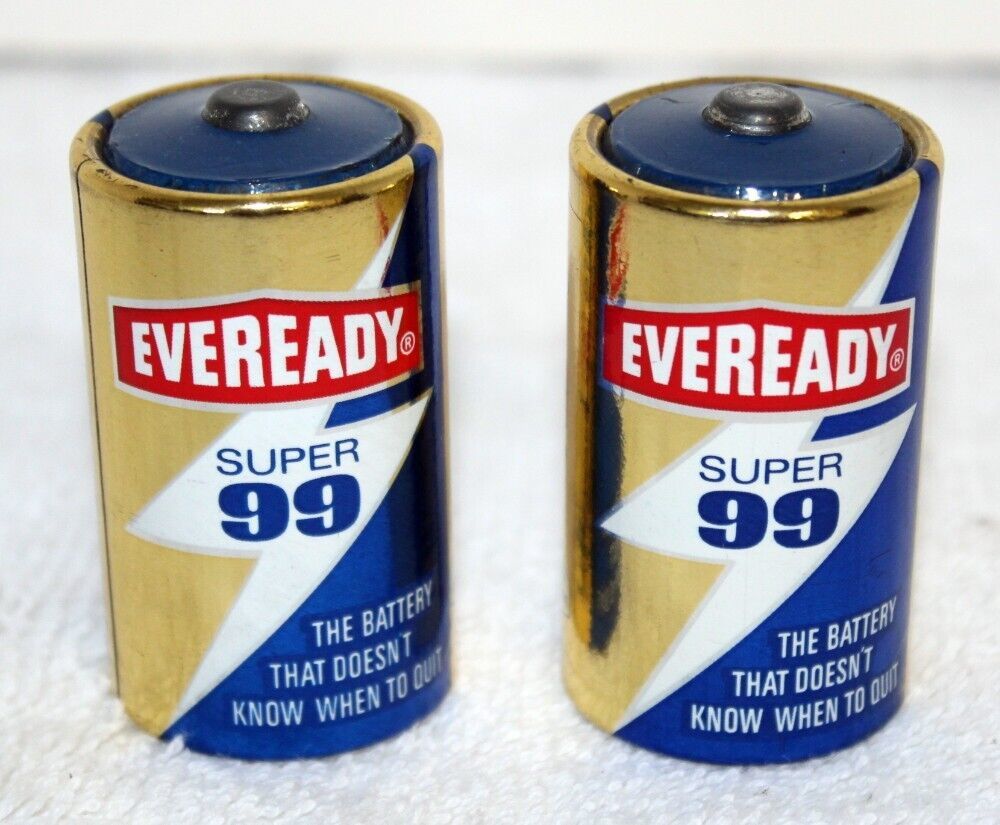 EVEREADY®
SUPER
99
THE BATTERY
THAT DOESN'T
KNOW WHEN TO QUIT
EVEREADY®
SUPER
99
THE BATTERY
THAT DOESN'T
KNOW WHEN TO QUIT